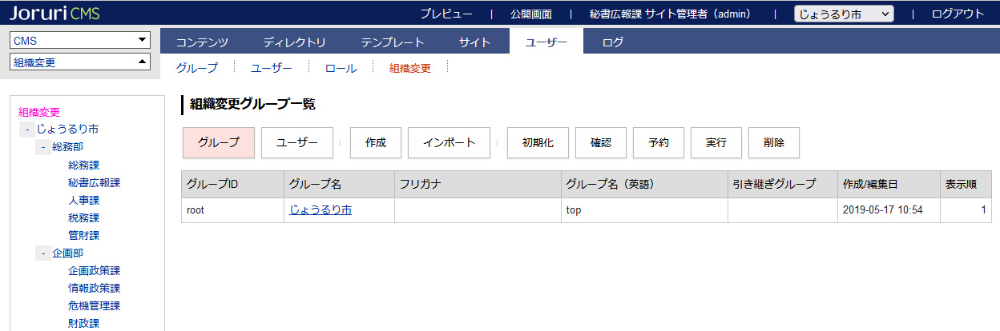 Joruri CMS
プレビュー | 公開画面 | 秘書広報課 サイト管理者（admin） | じょうるり市 | ログアウト
CMS
組織変更
コンテンツ ディレクトリ テンプレート サイト ユーザー ログ
グループ ユーザー ロール 組織変更
組織変更
- じょうるり市
- 総務部
総務課
秘書広報課
人事課
税務課
管財課
- 企画部
企画政策課
情報政策課
危機管理課
財政課
組織変更グループ一覧
グループ ユーザー | 作成 インポート | 初期化 確認 予約 実行 削除
グループID グループ名 フリガナ グループ名（英語） 引き継ぎグループ 作成/編集日 表示順
root じょうるり市 top 2019-05-17 10:54 1